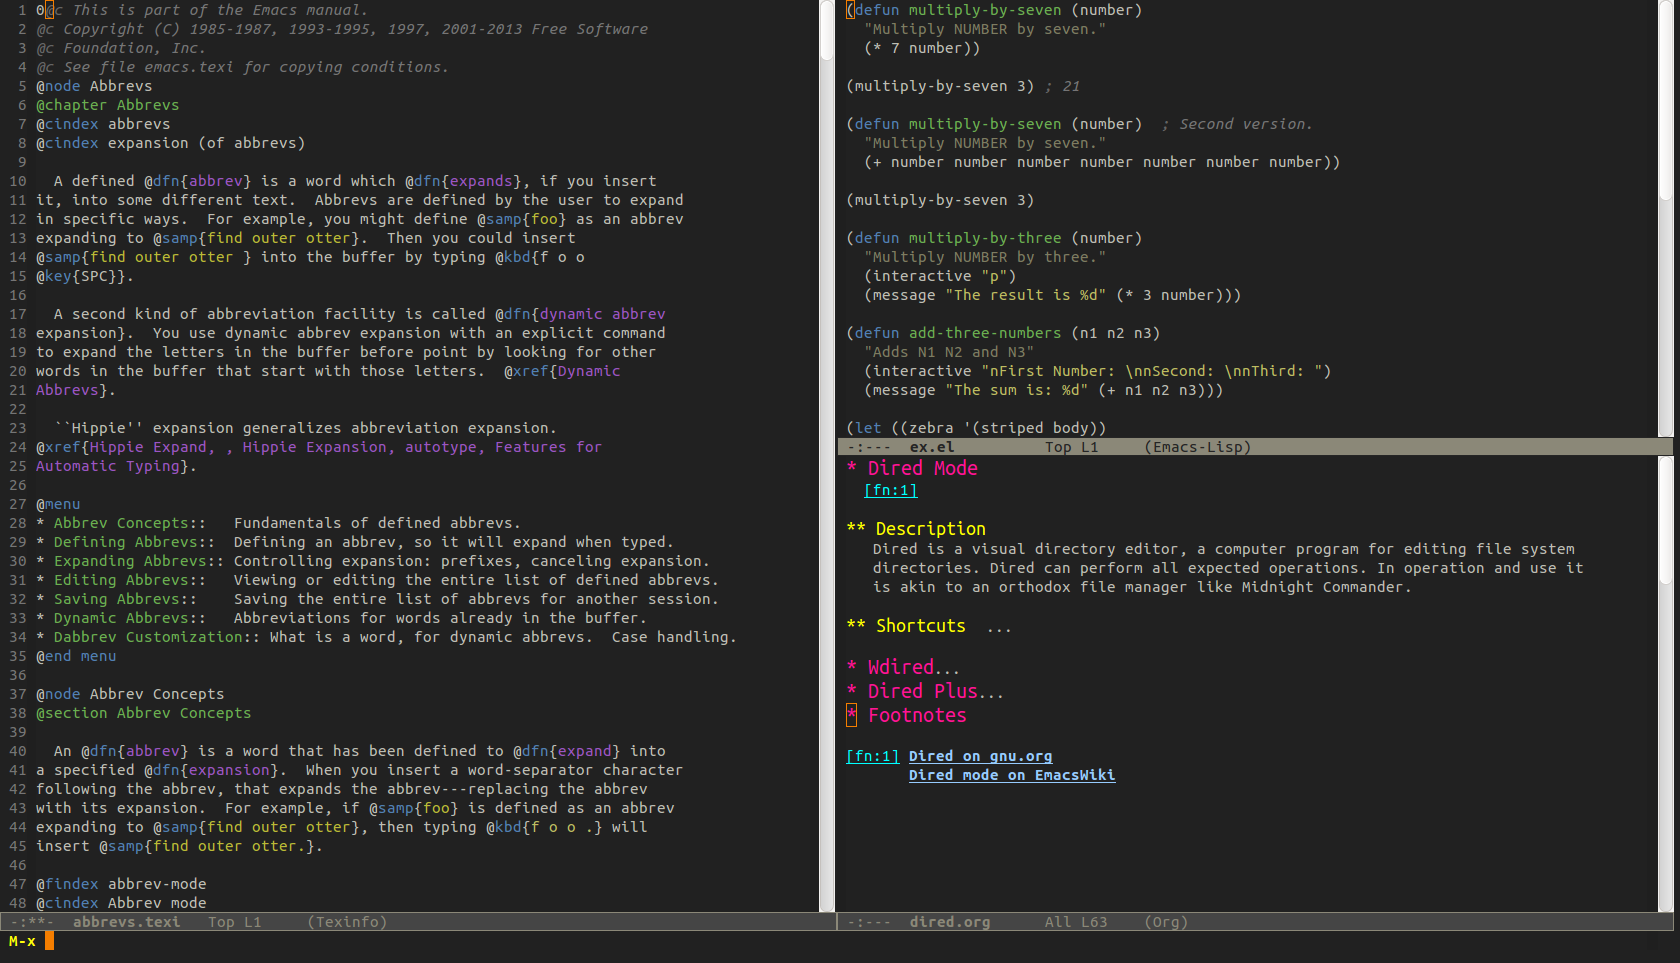 1 0@c This is part of the Emacs manual.
2 @c Copyright (C) 1985-1987, 1993-1995, 1997, 2001-2013 Free Software
3 @c Foundation, Inc.
4 @c See file emacs.texi for copying conditions.
5 @node Abbrevs
6 @chapter Abbrevs
7 @cindex abbrevs
8 @cindex expansion (of abbrevs)
9
10   A defined @dfn{abbrev} is a word which @dfn{expands}, if you insert
11 it, into some different text.  Abbrevs are defined by the user to expand
12 in specific ways.  For example, you might define @samp{foo} as an abbrev
13 expanding to @samp{find outer otter}.  Then you could insert
14 @samp{find outer otter } into the buffer by typing @kbd{f o o
15 @key{SPC}}.
16
17   A second kind of abbreviation facility is called @dfn{dynamic abbrev
18 expansion}.  You use dynamic abbrev expansion with an explicit command
19 to expand the letters in the buffer before point by looking for other
20 words in the buffer that start with those letters.  @xref{Dynamic
21 Abbrevs}.
22
23   ``Hippie'' expansion generalizes abbreviation expansion.
24 @xref{Hippie Expand, , Hippie Expansion, autotype, Features for
25 Automatic Typing}.
26
27 @menu
28 * Abbrev Concepts::   Fundamentals of defined abbrevs.
29 * Defining Abbrevs::  Defining an abbrev, so it will expand when typed.
30 * Expanding Abbrevs:: Controlling expansion: prefixes, canceling expansion.
31 * Editing Abbrevs::   Viewing or editing the entire list of defined abbrevs.
32 * Saving Abbrevs::    Saving the entire list of abbrevs for another session.
33 * Dynamic Abbrevs::   Abbreviations for words already in the buffer.
34 * Dabbrev Customization:: What is a word, for dynamic abbrevs.  Case handling.
35 @end menu
36
37 @node Abbrev Concepts
38 @section Abbrev Concepts
39
40   An @dfn{abbrev} is a word that has been defined to @dfn{expand} into
41 a specified @dfn{expansion}.  When you insert a word-separator character
42 following the abbrev, that expands the abbrev---replacing the abbrev
43 with its expansion.  For example, if @samp{foo} is defined as an abbrev
44 expanding to @samp{find outer otter}, then typing @kbd{f o o .} will
45 insert @samp{find outer otter.}.
46
47 @findex abbrev-mode
48 @cindex Abbrev mode
-:**-  abbrevs.texi   Top L1     (Texinfo)
(defun multiply-by-seven (number)
  "Multiply NUMBER by seven."
  (* 7 number))
(multiply-by-seven 3) ; 21
(defun multiply-by-seven (number)  ; Second version.
  "Multiply NUMBER by seven."
  (+ number number number number number number number))
(multiply-by-seven 3)
(defun multiply-by-three (number)
  "Multiply NUMBER by three."
  (interactive "p")
  (message "The result is %d" (* 3 number)))
(defun add-three-numbers (n1 n2 n3)
  "Adds N1 N2 and N3"
  (interactive "nFirst Number: \nnSecond: \nnThird: ")
  (message "The sum is: %d" (+ n1 n2 n3)))
(let ((zebra '(striped body))
-:---  ex.el          Top L1     (Emacs-Lisp)
* Dired Mode
[fn:1]
** Description
Dired is a visual directory editor, a computer program for editing file system
directories. Dired can perform all expected operations. In operation and use it
is akin to an orthodox file manager like Midnight Commander.
** Shortcuts  ...
* Wdired...
* Dired Plus...
* Footnotes
[fn:1] Dired on gnu.org
Dired mode on EmacsWiki
-:---  dired.org      All L63    (Org)
M-x